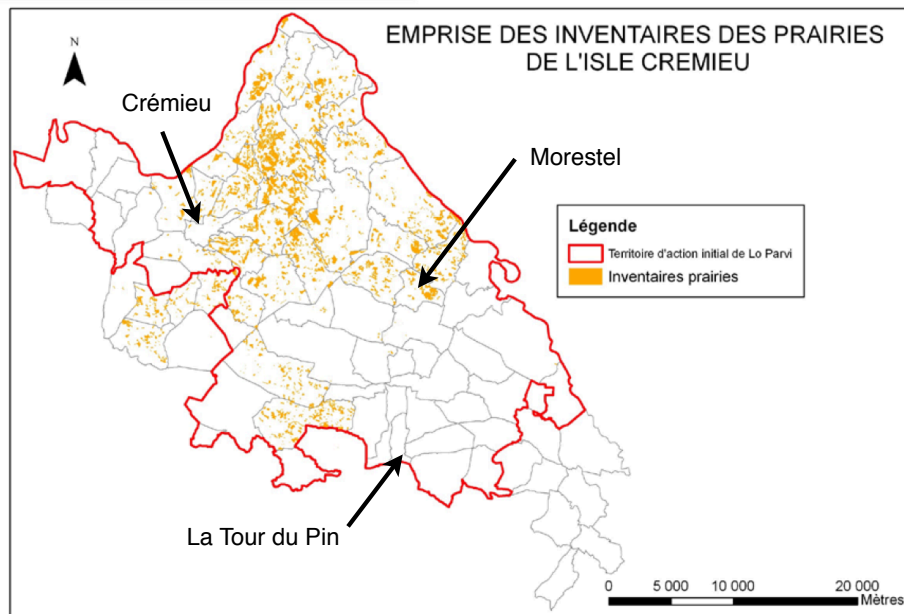 EMPRISE DES INVENTAIRES DES PRAIRIES
DE L'ISLE CREMIEU
N
Crémieu
Morestel
Légende
Territoire d'action initial de Lo Parvi
Inventaires prairies
La Tour du Pin
0 5 000 10 000 20 000
Mètres